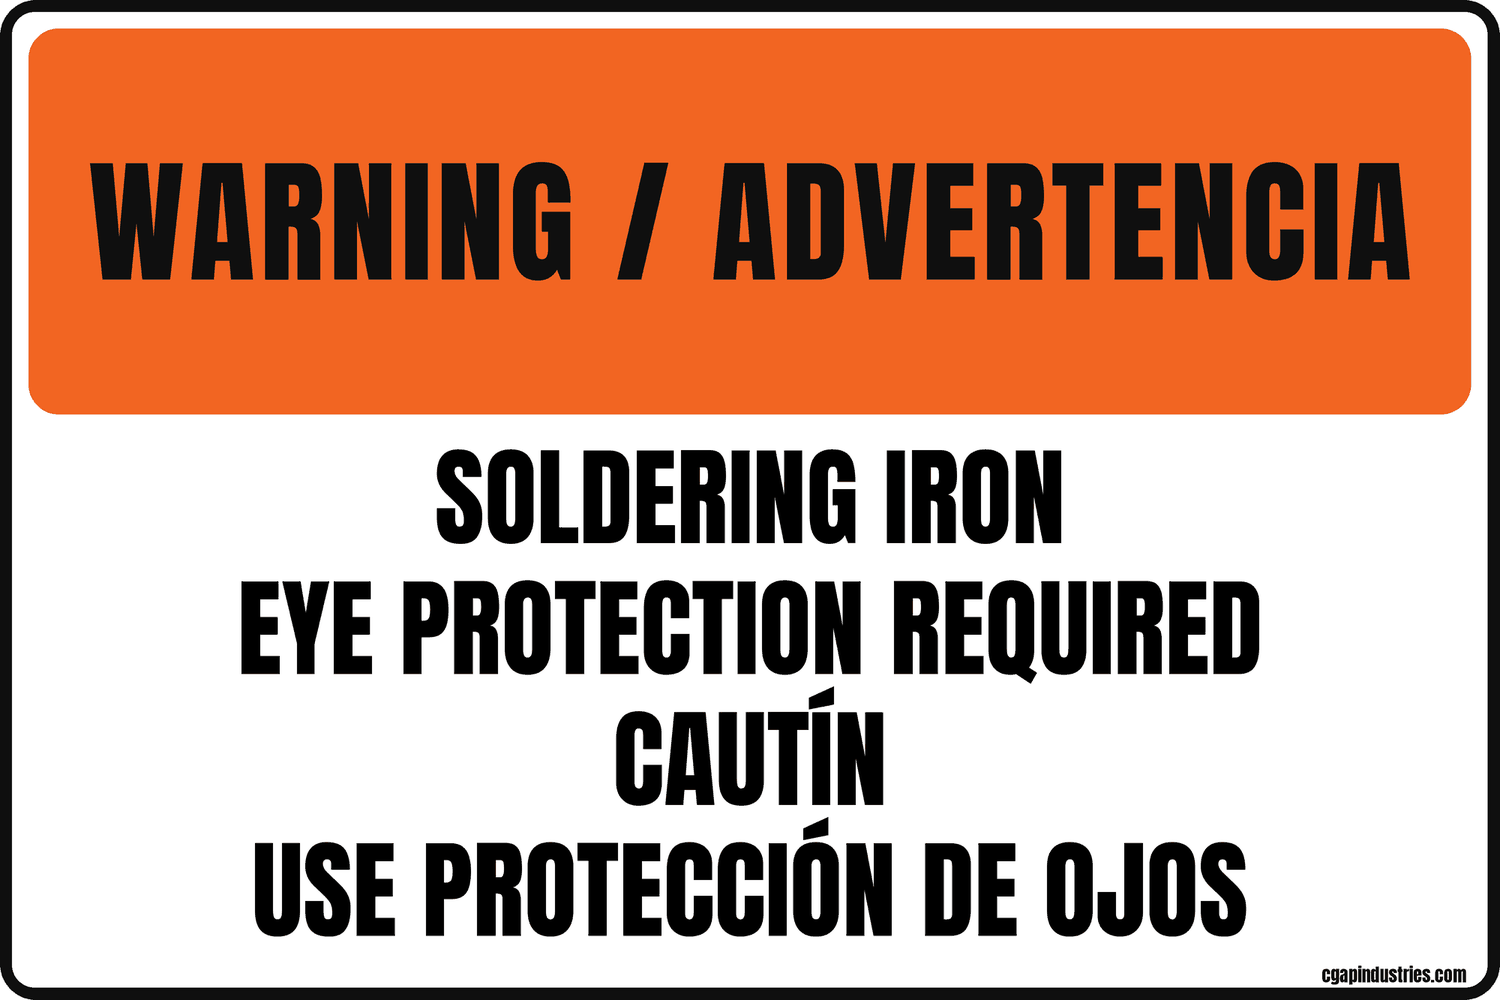 WARNING / ADVERTENCIA
SOLDERING IRON
EYE PROTECTION REQUIRED
CAUTÍN
USE PROTECCIÓN DE OJOS
cgapindustries.com